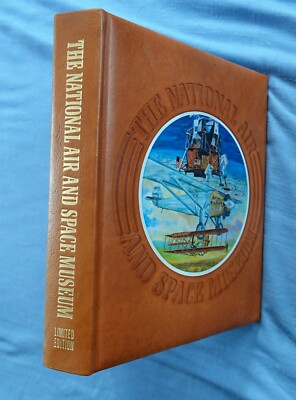 THE NATIONAL AIR AND SPACE MUSEUM
LIMITED
EDITION
THE NATIONAL AIR
AND SPACE MUSEUM